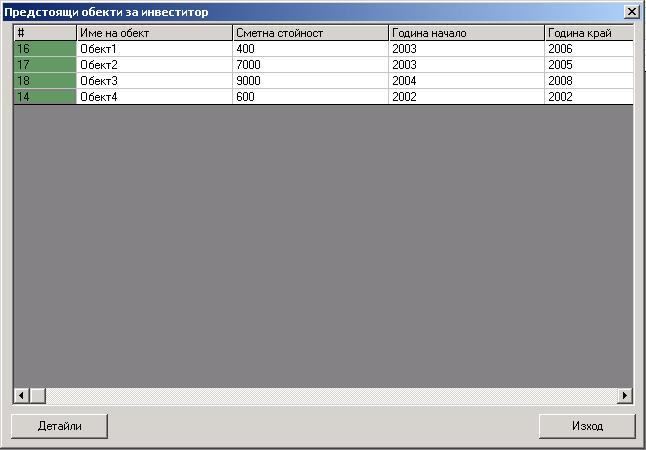 Предстоящи обекти за инвеститор
# Име на обект Сметна стойност Година начало Година край
16 Обект1 400 2003 2006
17 Обект2 7000 2003 2005
18 Обект3 9000 2004 2008
14 Обект4 600 2002 2002
Детайли Изход